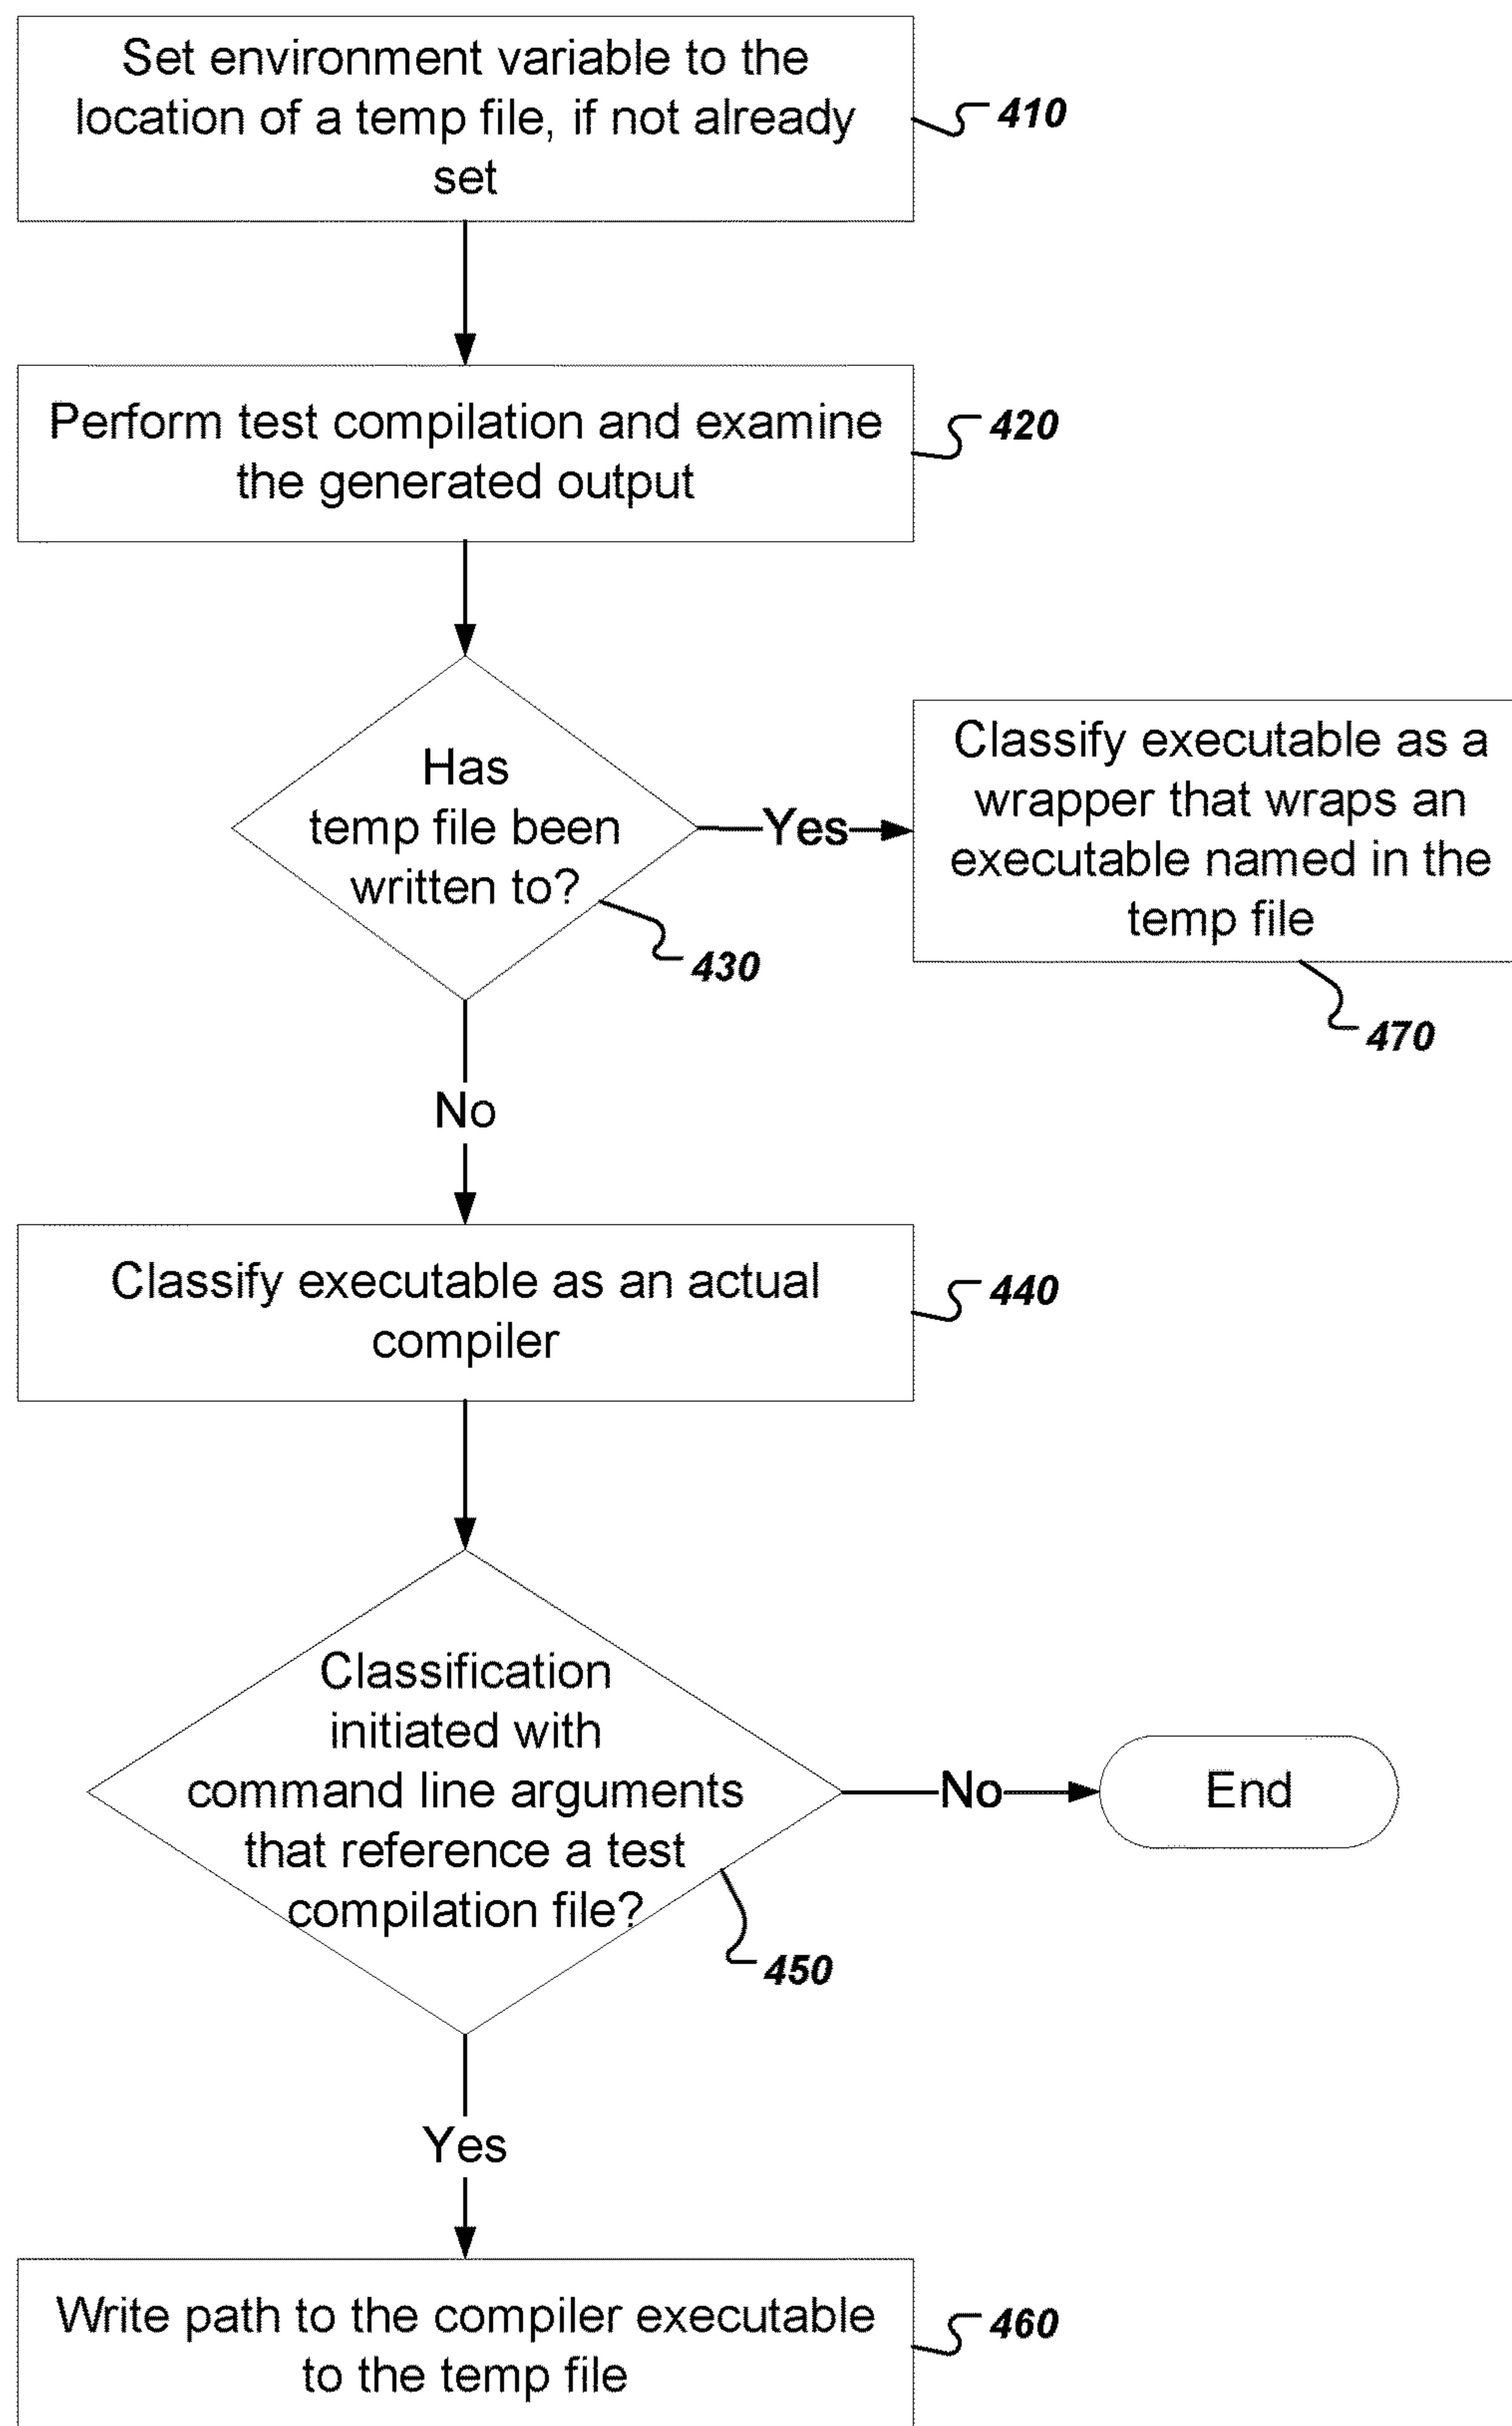 Set environment variable to the
location of a temp file, if not already
set
410
Perform test compilation and examine
the generated output
420
Has
temp file been
written to?
430
Yes
Classify executable as a
wrapper that wraps an
executable named in the
temp file
470
No
Classify executable as an actual
compiler
440
Classification
initiated with
command line arguments
that reference a test
compilation file?
450
No
End
Yes
Write path to the compiler executable
to the temp file
460